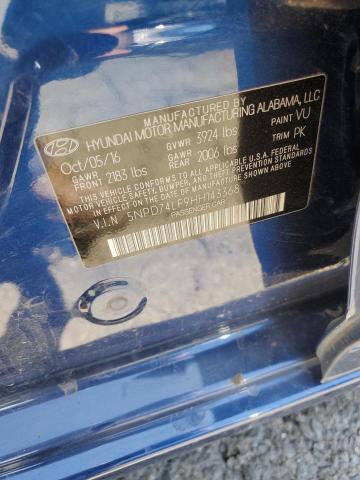 MANUFACTURED BY
HYUNDAI MOTOR MANUFACTURING ALABAMA, LLC
Oct/05/16 GVWR 3924 lbs PAINT VU
GAWR FRONT 2183 lbs GAWR REAR 2006 lbs TRIM PK
THIS VEHICLE CONFORMS TO ALL APPLICABLE U.S. FEDERAL
MOTOR VEHICLE SAFETY, BUMPER, AND THEFT PREVENTION STANDARDS
IN EFFECT ON THE DATE OF MANUFACTURE SHOWN ABOVE.
V.I.N 5NPD74LF9HH145368
PASSENGER CAR